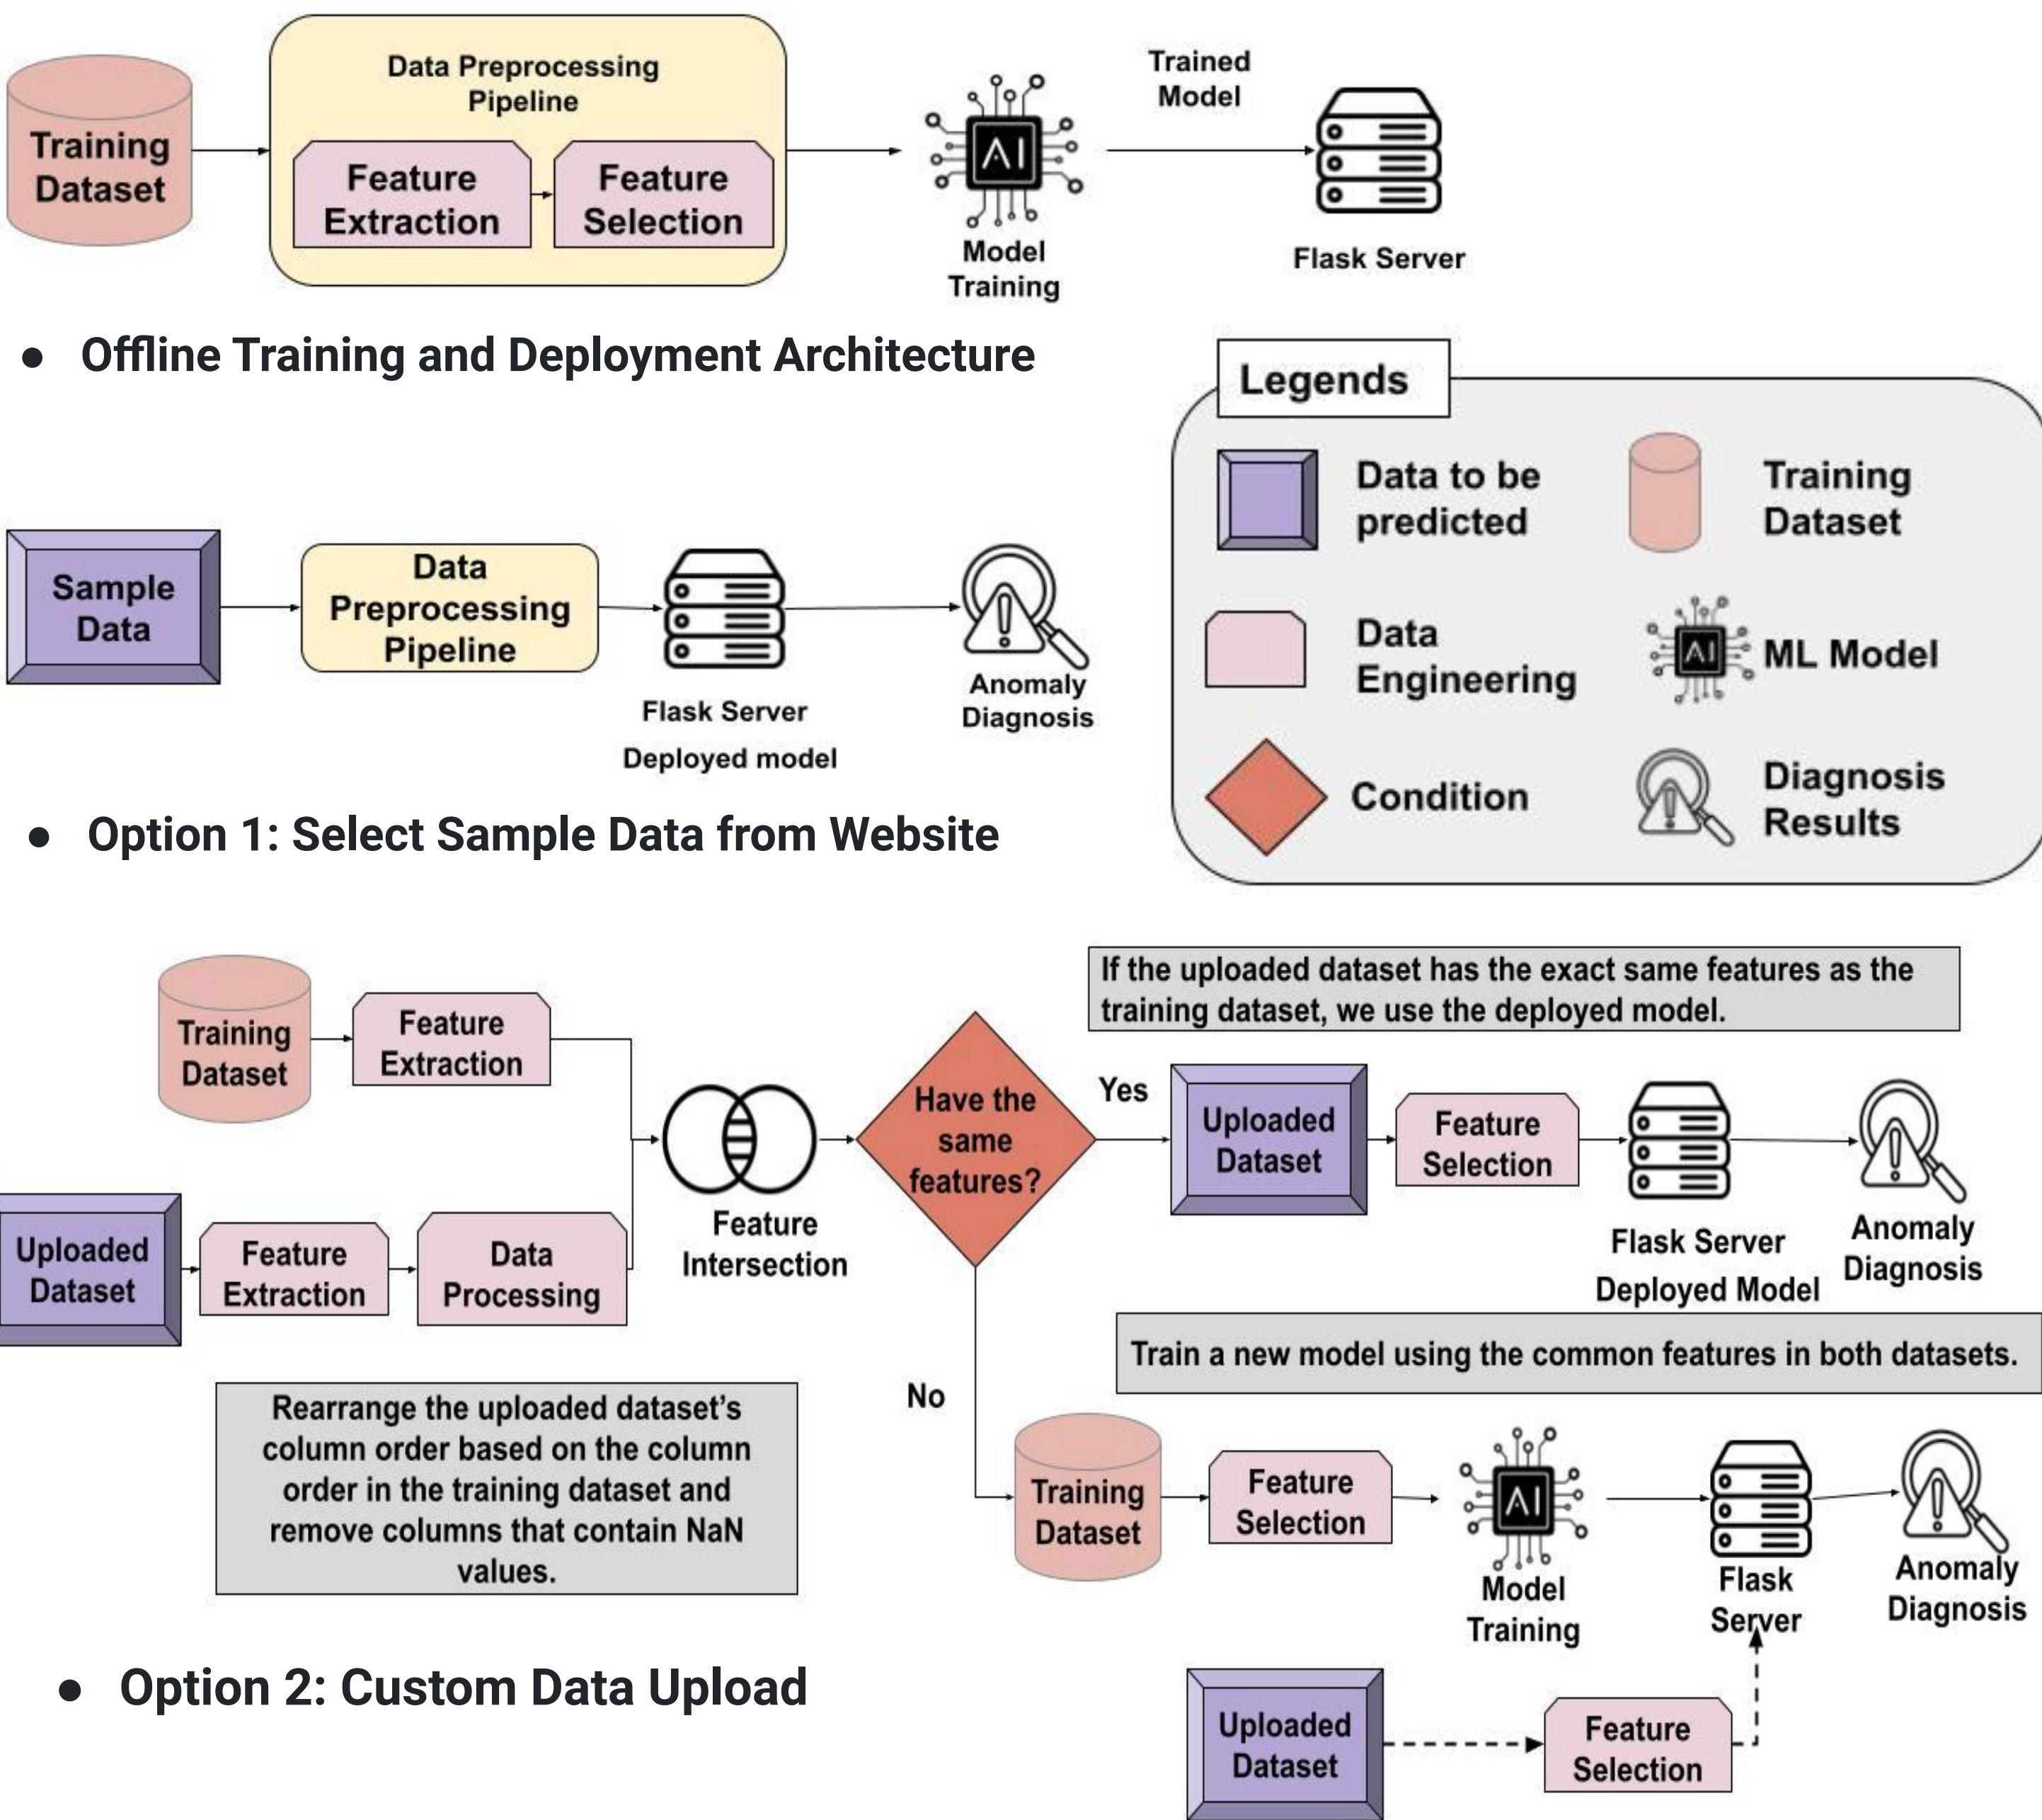 Data Preprocessing
Pipeline
Training
Dataset
Feature
Extraction
Feature
Selection
AI
Model
Training
Trained
Model
Flask Server
● Offline Training and Deployment Architecture
Legends
Data to be
predicted
Training
Dataset
Data
Engineering
AI
ML Model
Condition
Diagnosis
Results
Sample
Data
Data
Preprocessing
Pipeline
Flask Server
Deployed model
Anomaly
Diagnosis
● Option 1: Select Sample Data from Website
Training
Dataset
Feature
Extraction
Uploaded
Dataset
Feature
Extraction
Data
Processing
Rearrange the uploaded dataset's
column order based on the column
order in the training dataset and
remove columns that contain NaN
values.
Feature
Intersection
Have the
same
features?
If the uploaded dataset has the exact same features as the
training dataset, we use the deployed model.
Yes
Uploaded
Dataset
Feature
Selection
Flask Server
Deployed Model
Anomaly
Diagnosis
Train a new model using the common features in both datasets.
No
Training
Dataset
Feature
Selection
AI
Model
Training
Flask
Server
Anomaly
Diagnosis
Uploaded
Dataset
Feature
Selection
● Option 2: Custom Data Upload